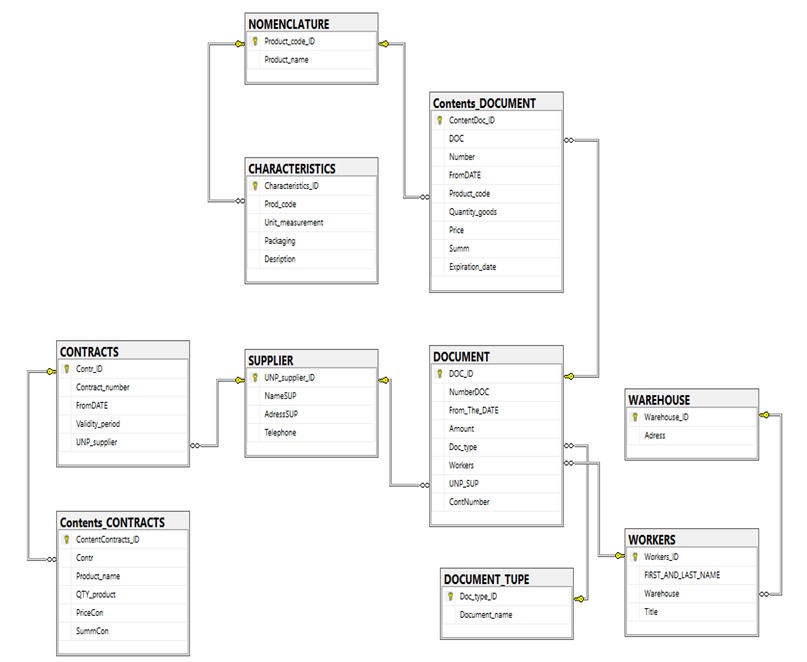 NOMENCLATURE
Product_code_ID
Product_name
Contents_DOCUMENT
ContentDoc_ID
DOC
Number
FromDATE
Product_code
Quantity_goods
Price
Summ
Expiration_date
CHARACTERISTICS
Characteristics_ID
Prod_code
Unit_measurement
Packaging
Desription
CONTRACTS
Contr_ID
Contract_number
FromDATE
Validity_period
UNP_supplier
SUPPLIER
UNP_supplier_ID
NameSUP
AdressSUP
Telephone
DOCUMENT
DOC_ID
NumberDOC
From_The_DATE
Amount
Doc_type
Workers
UNP_SUP
ContNumber
WAREHOUSE
Warehouse_ID
Adress
Contents_CONTRACTS
ContentContracts_ID
Contr
Product_name
QTY_product
PriceCon
SummCon
DOCUMENT_TUPE
Doc_type_ID
Document_name
WORKERS
Workers_ID
FIRST_AND_LAST_NAME
Warehouse
Title